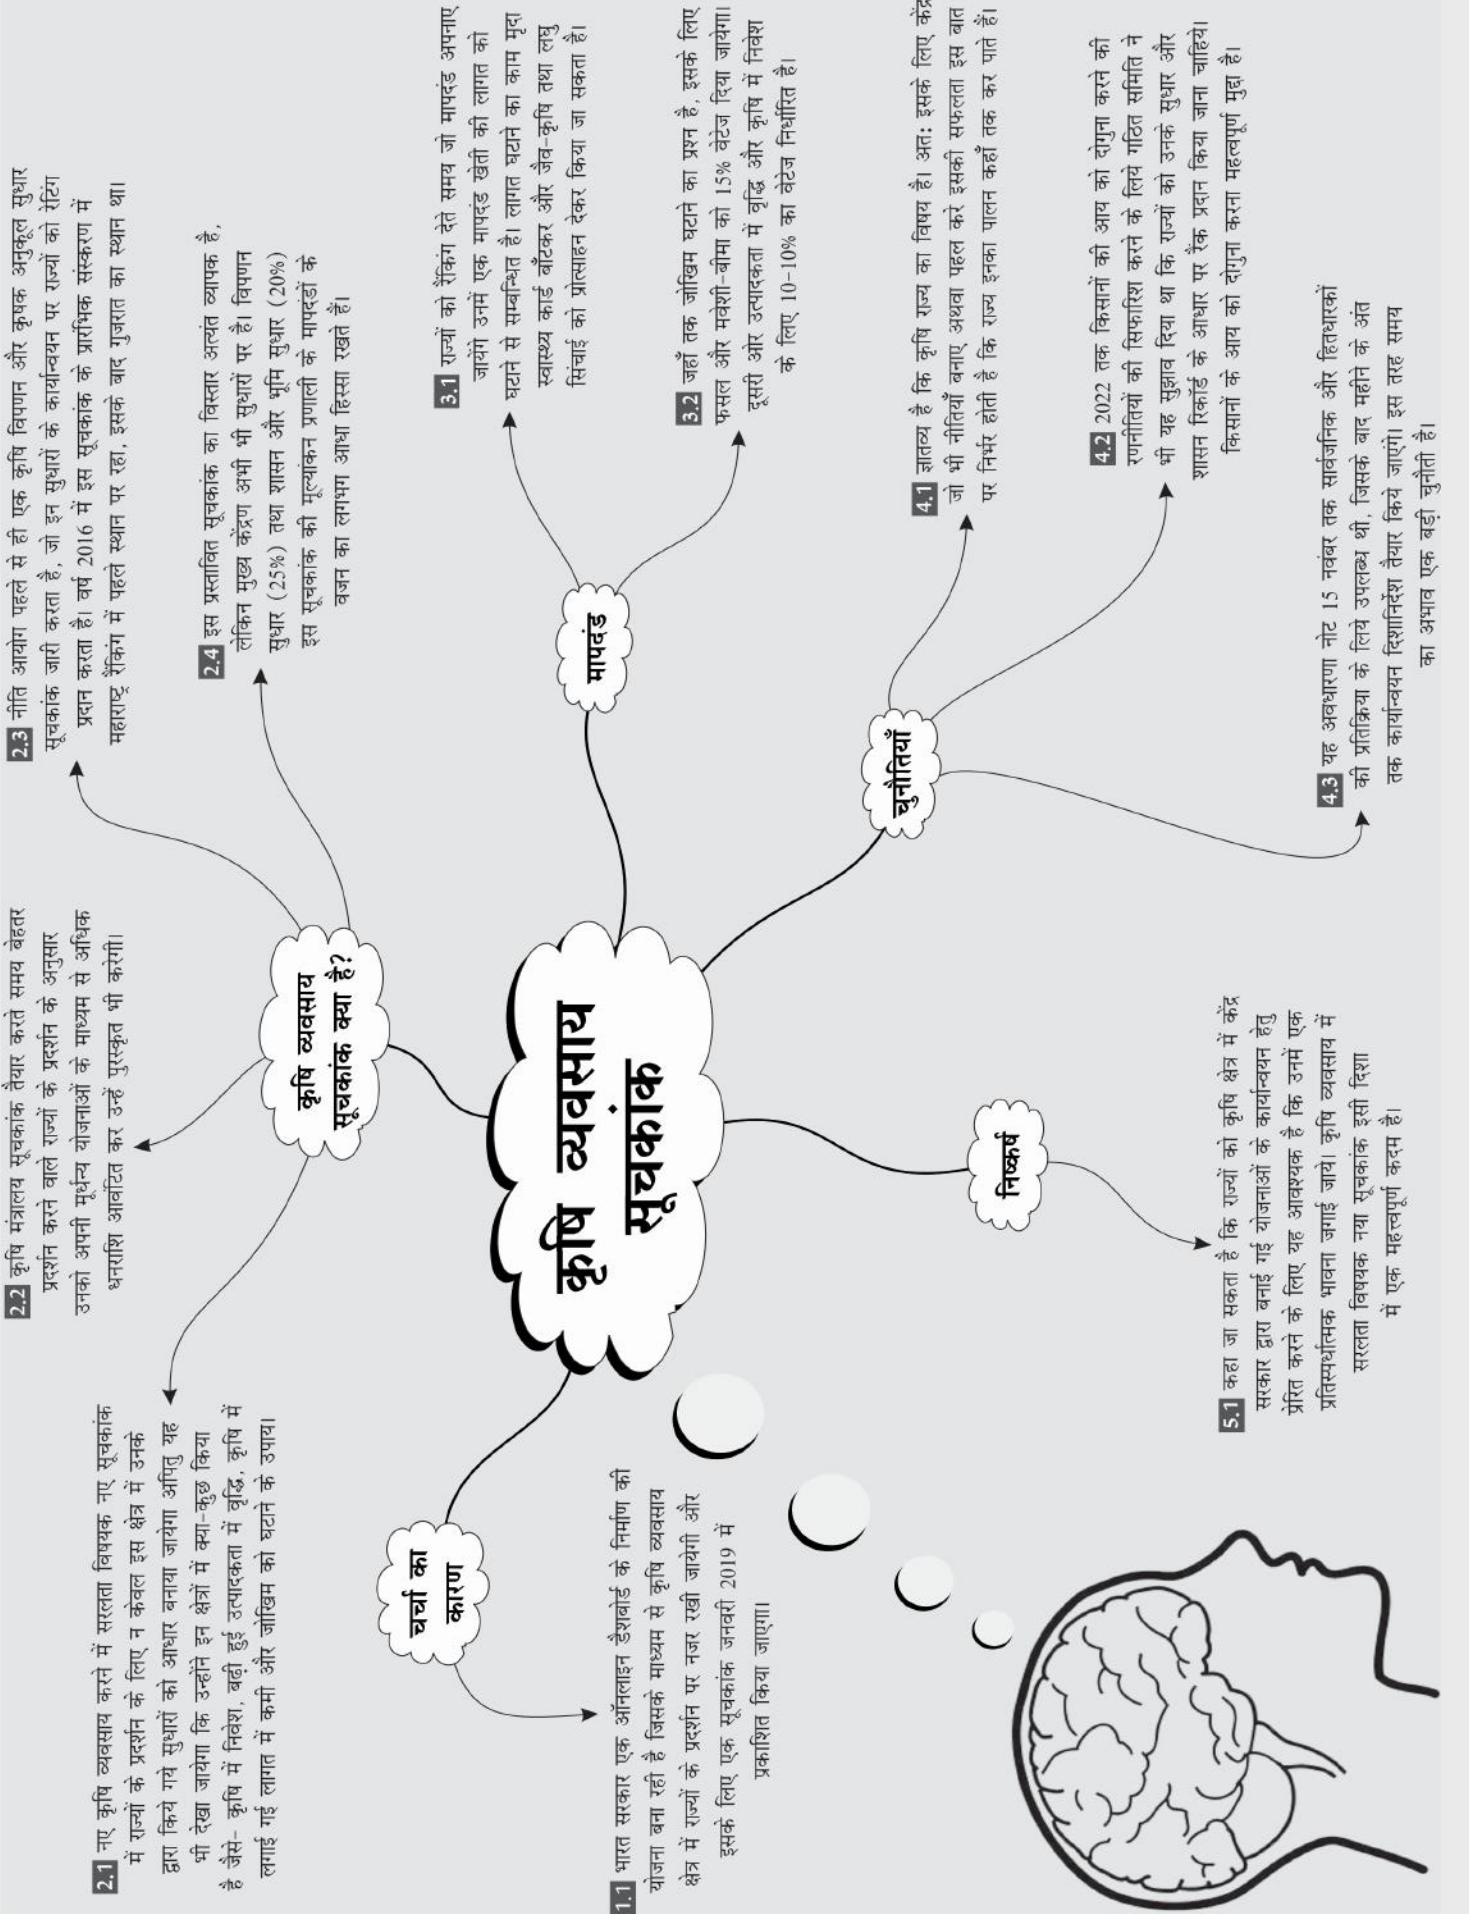 कृषि व्यवसाय
सूचकांक
चर्चा का
कारण
1.1 भारत सरकार एक ऑनलाइन डैशबोर्ड के निर्माण की
योजना बना रही है जिसके माध्यम से कृषि व्यवसाय
क्षेत्र में राज्यों के प्रदर्शन पर नजर रखी जायेगी और
इसके लिए एक सूचकांक जनवरी 2019 में
प्रकाशित किया जाएगा।
कृषि व्यवसाय
सूचकांक क्या है?
2.1 नए कृषि व्यवसाय करने में सरलता विषयक नए सूचकांक
में राज्यों के प्रदर्शन के लिए न केवल इस क्षेत्र में उनके
द्वारा किये गये सुधारों को आधार बनाया जायेगा अपितु यह
भी देखा जायेगा कि उन्होंने इन क्षेत्रों में क्या-कुछ किया
है जैसे- कृषि में निवेश, बढ़ी हुई उत्पादकता में वृद्धि, कृषि में
लगाई गई लागत में कमी और जोखिम को घटाने के उपाय।
2.2 कृषि मंत्रालय सूचकांक तैयार करते समय बेहतर
प्रदर्शन करने वाले राज्यों के प्रदर्शन के अनुसार
उनको अपनी मूर्धन्य योजनाओं के माध्यम से अधिक
धनराशि आवंटित कर उन्हें पुरस्कृत भी करेगी।
2.3 नीति आयोग पहले से ही एक कृषि विपणन और कृषक अनुकूल सुधार
सूचकांक जारी करता है, जो इन सुधारों के कार्यान्वयन पर राज्यों को रेटिंग
प्रदान करता है। वर्ष 2016 में इस सूचकांक के प्रारंभिक संस्करण में
महाराष्ट्र रैंकिंग में पहले स्थान पर रहा, इसके बाद गुजरात का स्थान था।
2.4 इस प्रस्तावित सूचकांक का विस्तार अत्यंत व्यापक है,
लेकिन मुख्य केंद्रण अभी भी सुधारों पर है। विपणन
सुधार (25%) तथा शासन और भूमि सुधार (20%)
इस सूचकांक की मूल्यांकन प्रणाली के मापदंडों के
वजन का लगभग आधा हिस्सा रखते हैं।
मापदंड
3.1 राज्यों को रैंकिंग देते समय जो मापदंड अपनाए
जायेंगे उनमें एक मापदंड खेती की लागत को
घटाने से सम्बन्धित है। लागत घटाने का काम मृदा
स्वास्थ्य कार्ड बाँटकर और जैव-कृषि तथा लघु
सिंचाई को प्रोत्साहन देकर किया जा सकता है।
3.2 जहाँ तक जोखिम घटाने का प्रश्न है, इसके लिए
फसल और मवेशी-बीमा को 15% वेटेज दिया जायेगा।
दूसरी ओर उत्पादकता में वृद्धि और कृषि में निवेश
के लिए 10-10% का वेटेज निर्धारित है।
चुनौतियाँ
4.1 ज्ञातव्य है कि कृषि राज्य का विषय है। अतः इसके लिए केंद्र
जो भी नीतियाँ बनाए अथवा पहल करे इसकी सफलता इस बात
पर निर्भर होती है कि राज्य इनका पालन कहाँ तक कर पाते हैं।
4.2 2022 तक किसानों की आय को दोगुना करने की
रणनीतियों की सिफारिश करने के लिये गठित समिति ने
भी यह सुझाव दिया था कि राज्यों को उनके सुधार और
शासन रिकॉर्ड के आधार पर रैंक प्रदान किया जाना चाहिये।
किसानों के आय को दोगुना करना महत्वपूर्ण मुद्दा है।
4.3 यह अवधारणा नोट 15 नवंबर तक सार्वजनिक और हितधारकों
की प्रतिक्रिया के लिये उपलब्ध थी, जिसके बाद महीने के अंत
तक कार्यान्वयन दिशानिर्देश तैयार किये जाएंगे। इस तरह समय
का अभाव एक बड़ी चुनौती है।
निष्कर्ष
5.1 कहा जा सकता है कि राज्यों को कृषि क्षेत्र में केंद्र
सरकार द्वारा बनाई गई योजनाओं के कार्यान्वयन हेतु
प्रेरित करने के लिए यह आवश्यक है कि उनमें एक
प्रतिस्पर्धात्मक भावना जगाई जाये। कृषि व्यवसाय में
सरलता विषयक नया सूचकांक इसी दिशा
में एक महत्त्वपूर्ण कदम है।